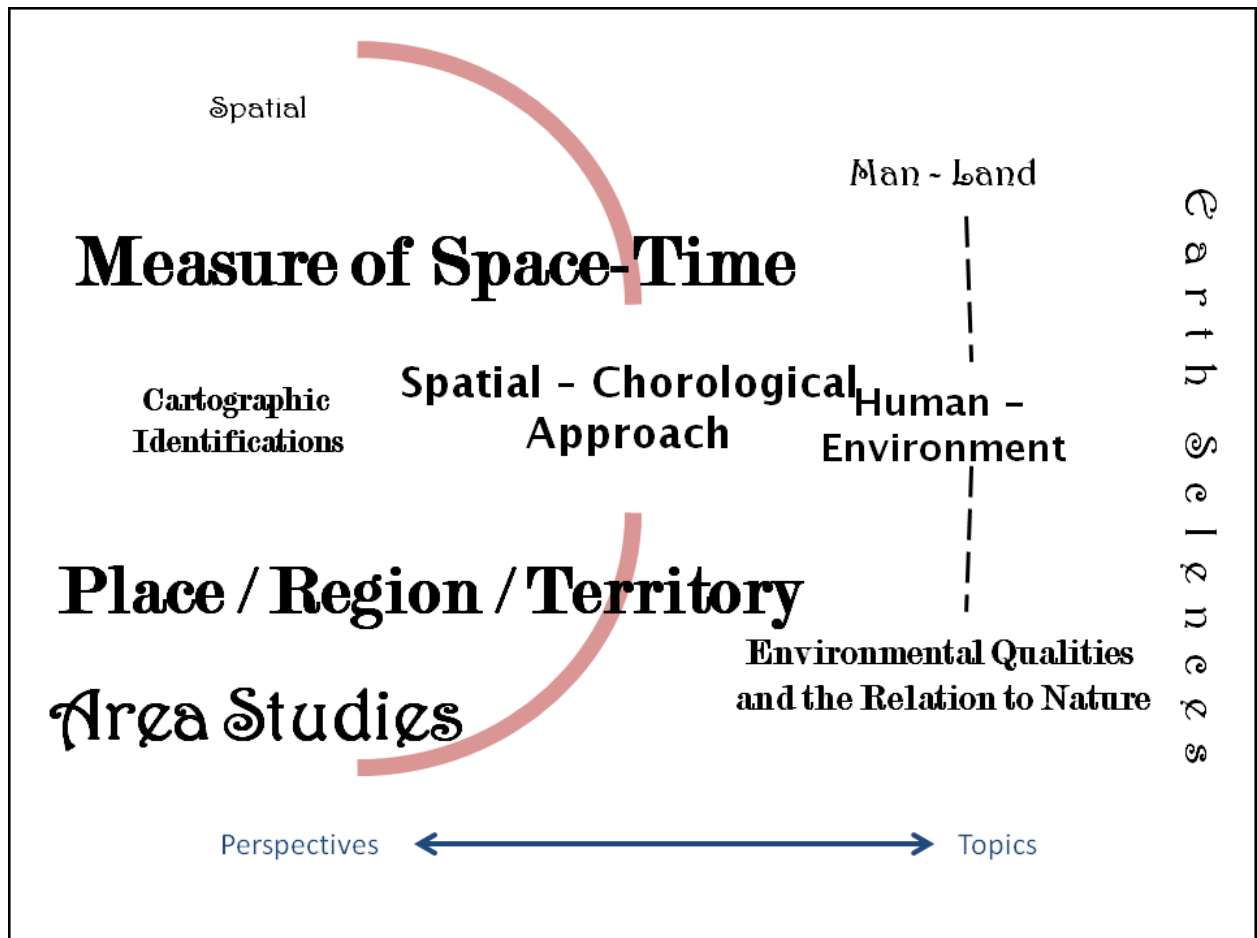 Spatial
Man ~ Land
Measure of Space-Time
Spatial – Chorological
Approach
Cartographic
Identifications
Human –
Environment
Place / Region / Territory
Environmental Qualities
and the Relation to Nature
Area Studies
Earth Sciences
Perspectives
Topics